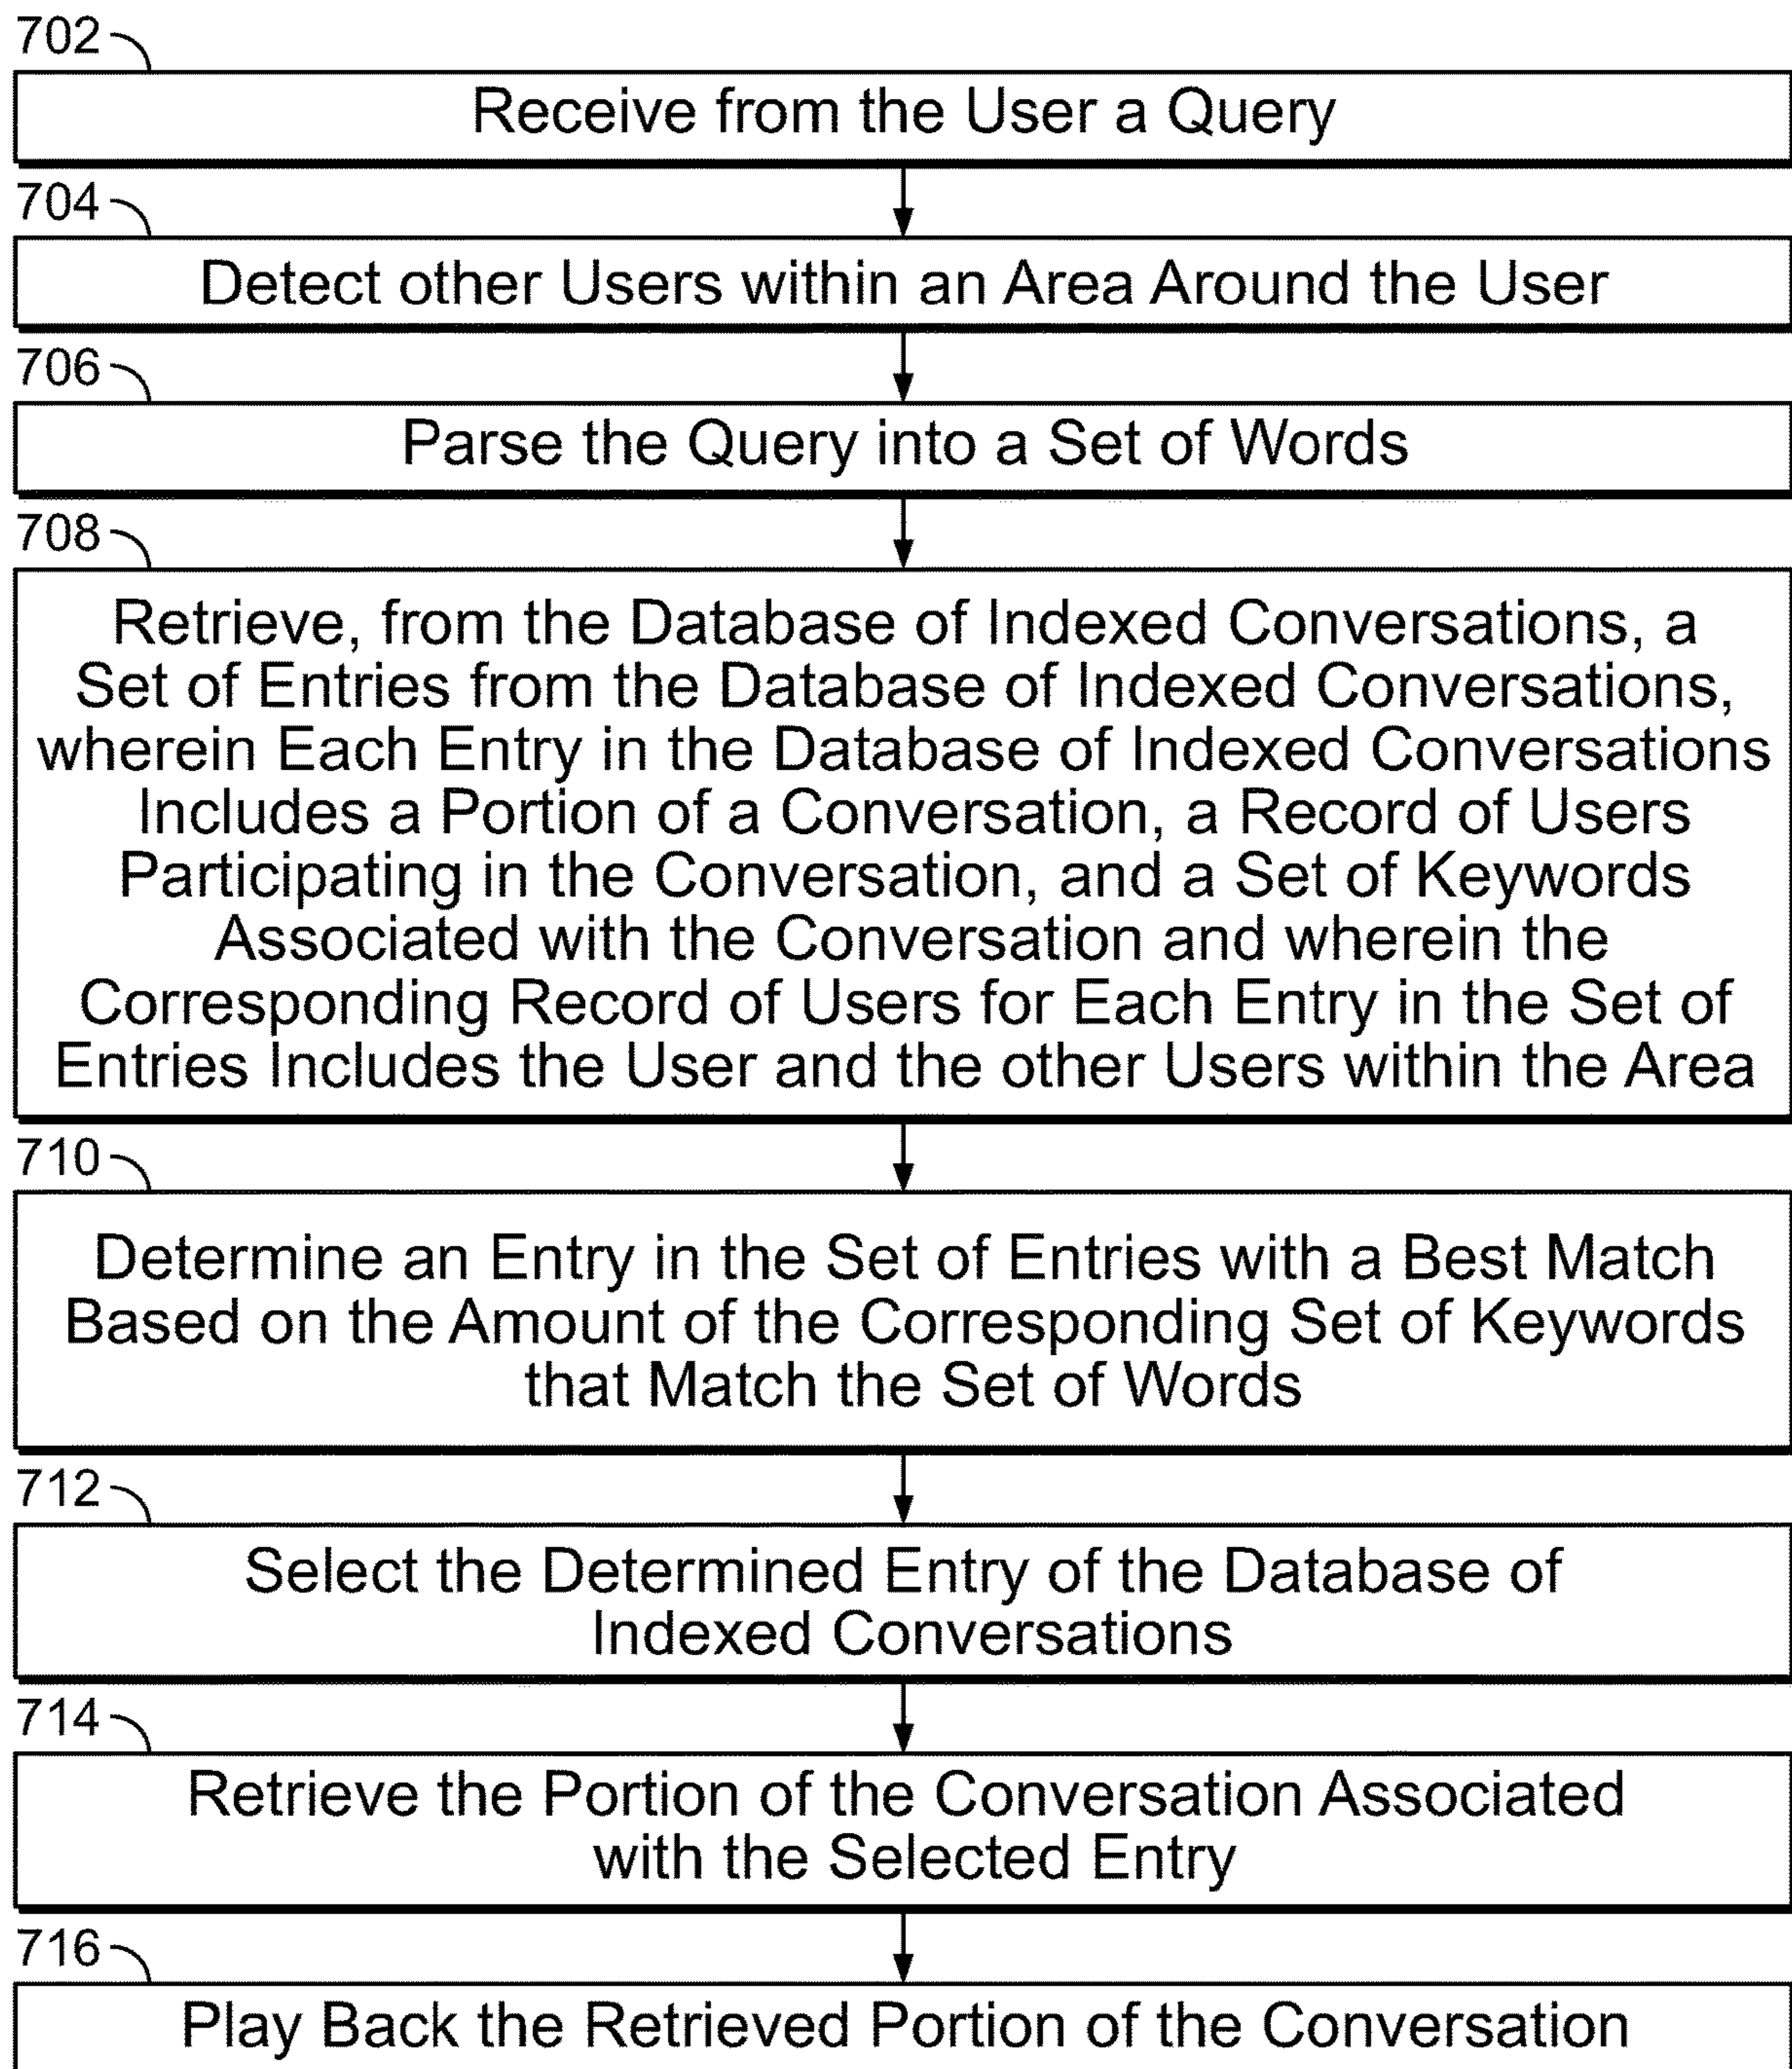 702
Receive from the User a Query
704
Detect other Users within an Area Around the User
706
Parse the Query into a Set of Words
708
Retrieve, from the Database of Indexed Conversations, a
Set of Entries from the Database of Indexed Conversations,
wherein Each Entry in the Database of Indexed Conversations
Includes a Portion of a Conversation, a Record of Users
Participating in the Conversation, and a Set of Keywords
Associated with the Conversation and wherein the
Corresponding Record of Users for Each Entry in the Set of
Entries Includes the User and the other Users within the Area
710
Determine an Entry in the Set of Entries with a Best Match
Based on the Amount of the Corresponding Set of Keywords
that Match the Set of Words
712
Select the Determined Entry of the Database of
Indexed Conversations
714
Retrieve the Portion of the Conversation Associated
with the Selected Entry
716
Play Back the Retrieved Portion of the Conversation